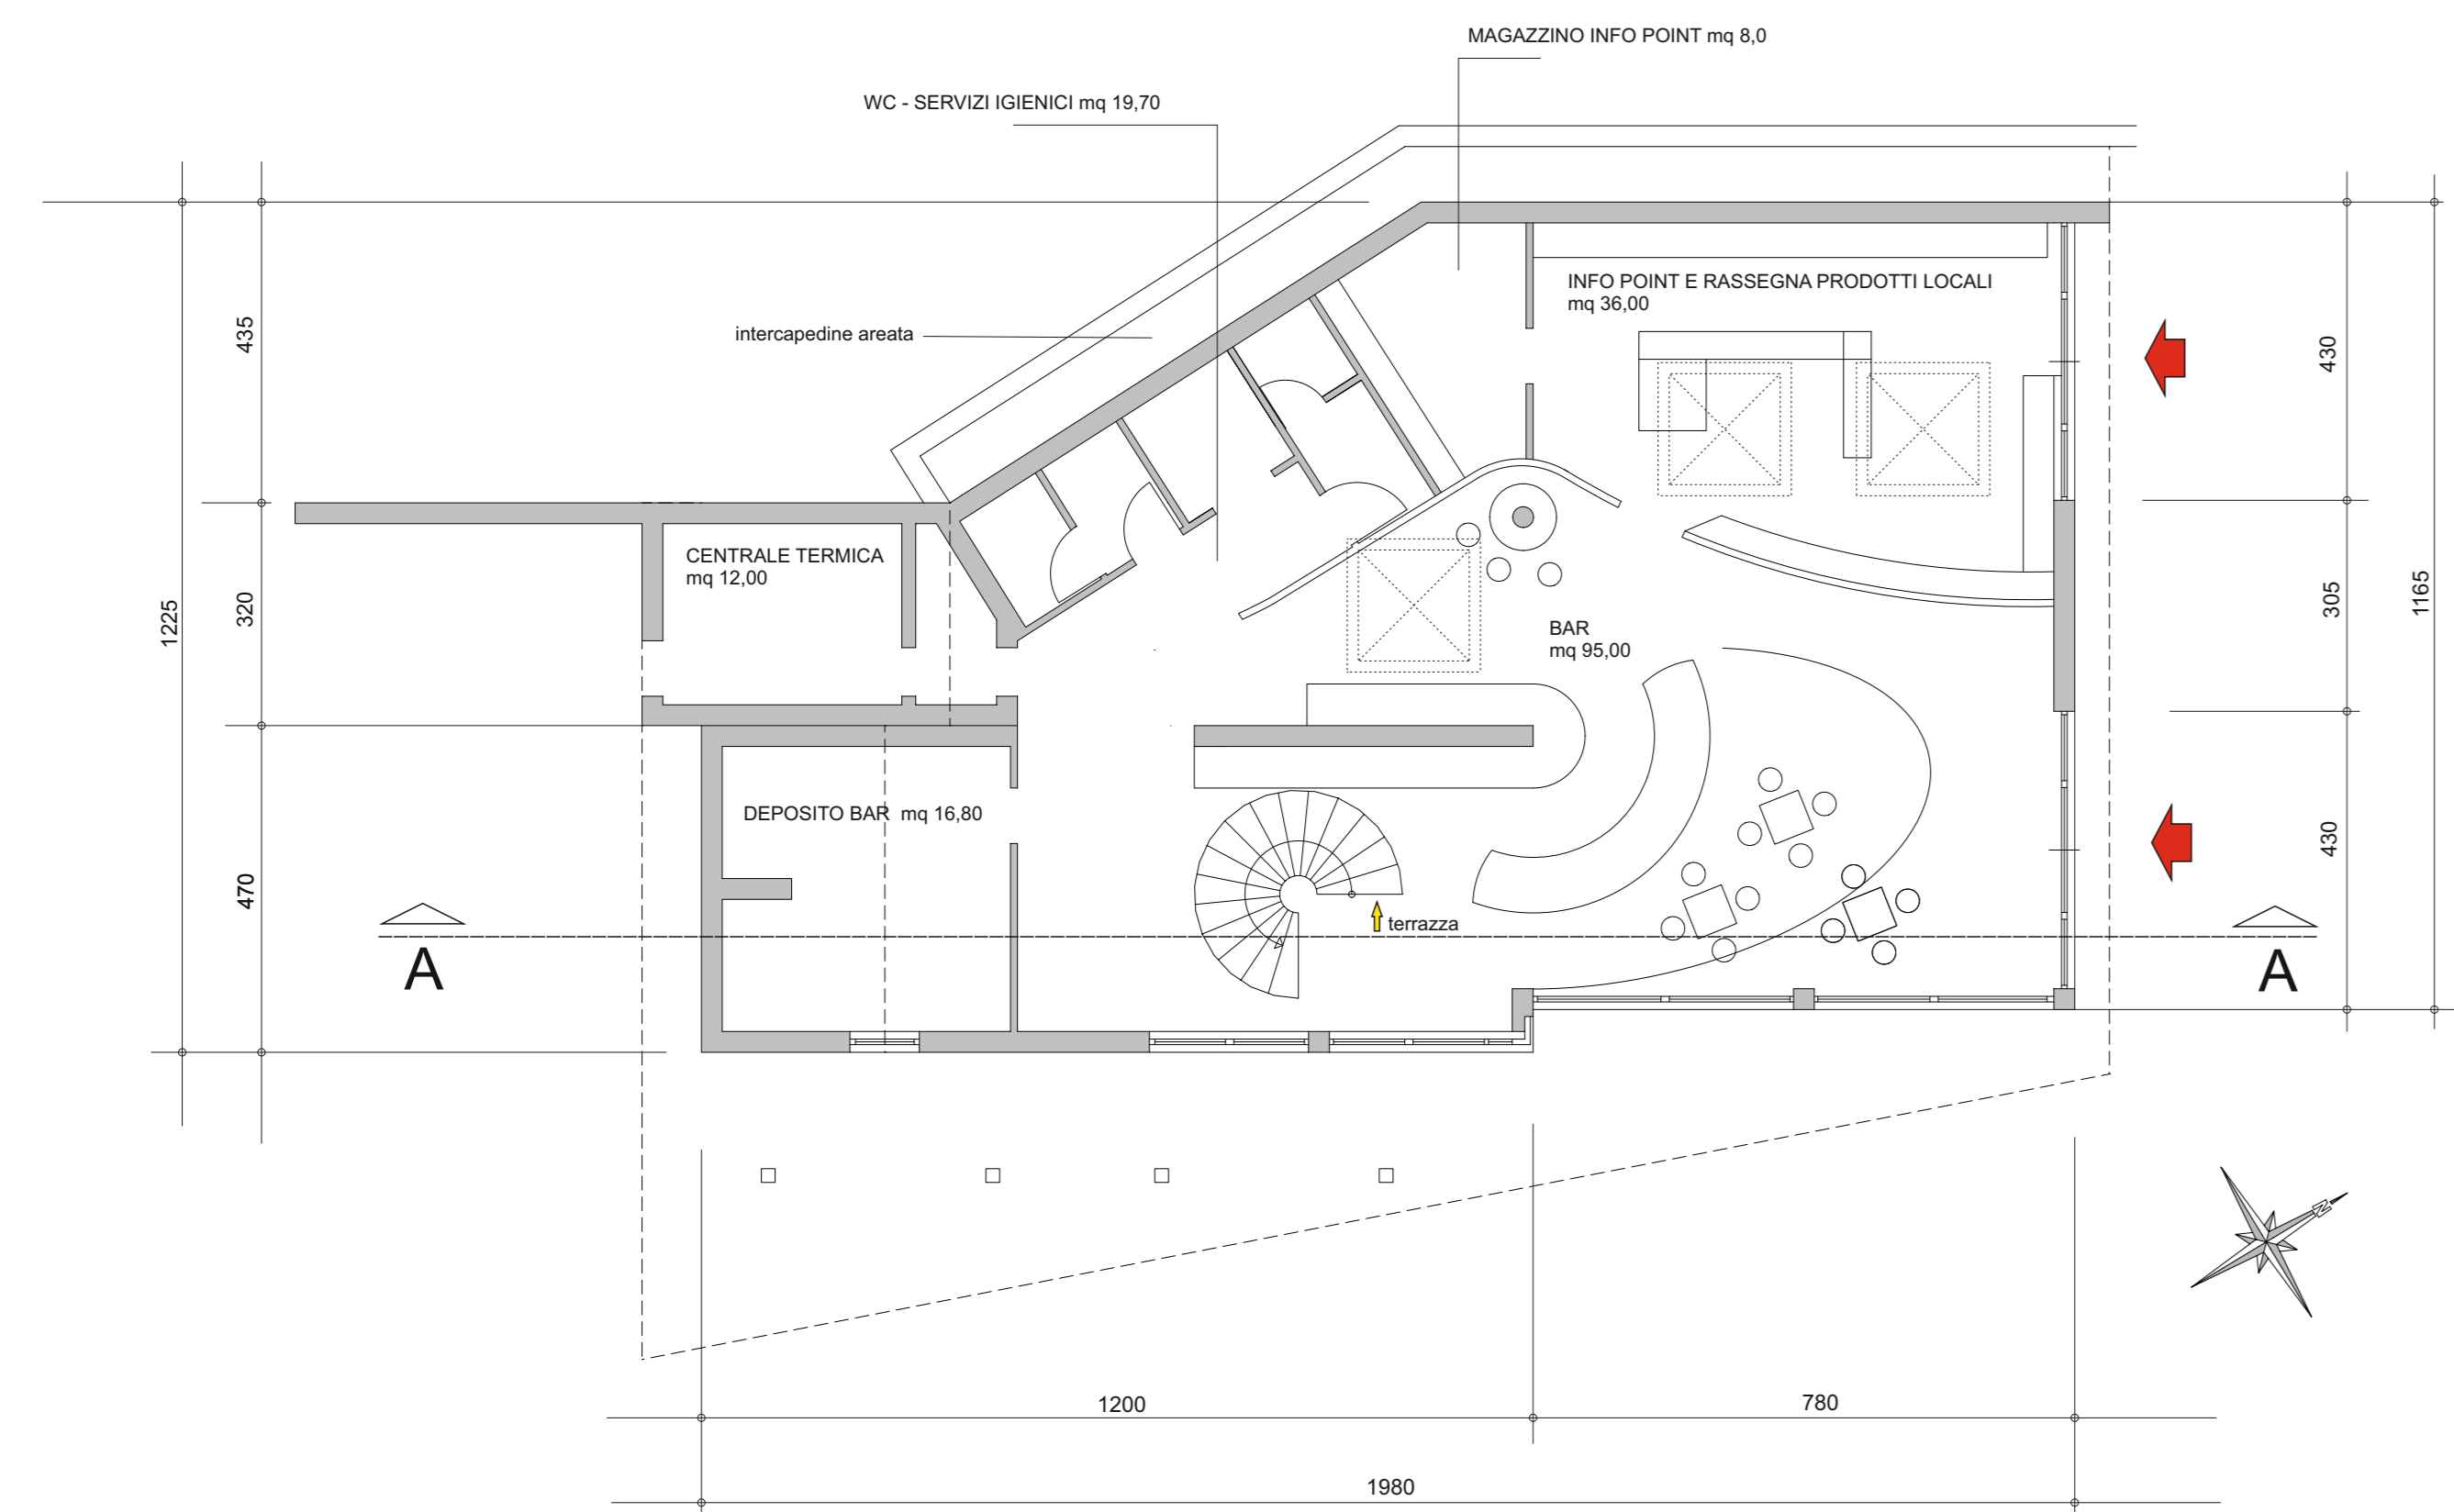 MAGAZZINO INFO POINT mq 8,0
WC - SERVIZI IGIENICI mq 19,70
INFO POINT E RASSEGNA PRODOTTI LOCALI
mq 36,00
intercapedine areata
435
430
CENTRALE TERMICA
mq 12,00
1225
320
305
1165
BAR
mq 95,00
DEPOSITO BAR mq 16,80
470
430
terrazza
A
A
N
1200
780
1980